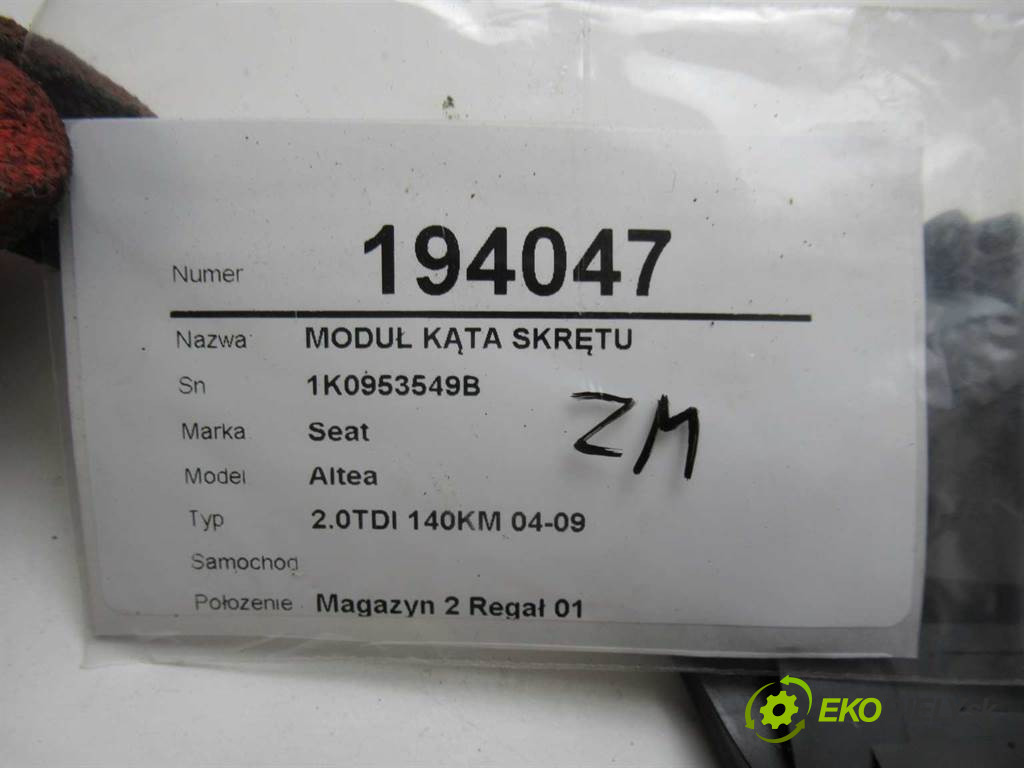 Numer 194047
Nazwa MODUŁ KĄTA SKRĘTU
Sn 1K0953549B
ZM
Marka Seat
Model Altea
Typ 2.0TDI 140KM 04-09
Samochod
Położenie Magazyn 2 Regał 01
EKO